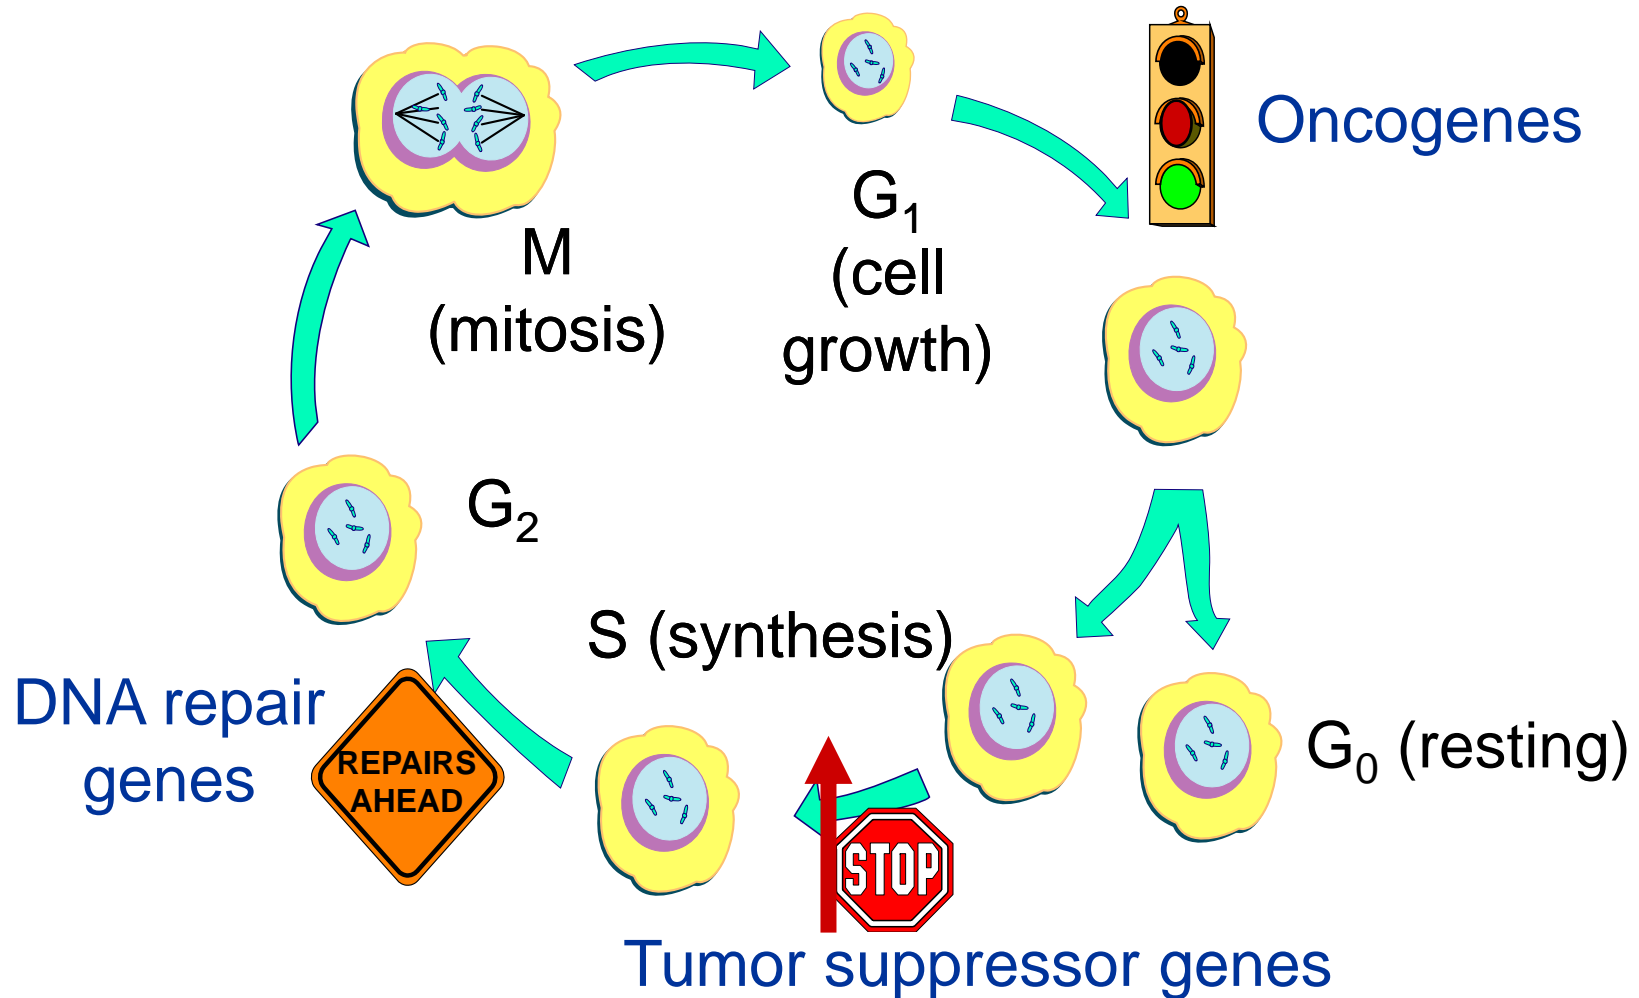 Oncogenes
G₁
(cell
growth)
M
(mitosis)
G₂
S (synthesis)
DNA repair
genes
REPAIRS
AHEAD
G₀ (resting)
STOP
Tumor suppressor genes